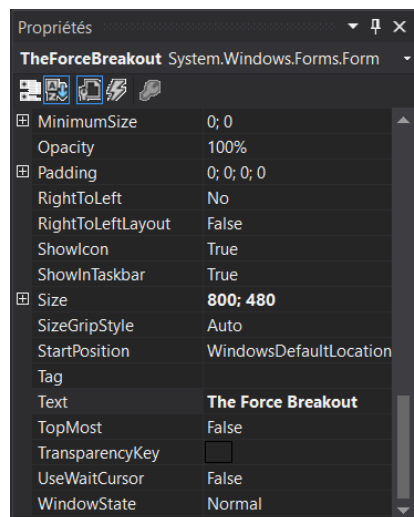 Propriétés
TheForceBreakout System.Windows.Forms.Form
MinimumSize 0; 0
Opacity 100%
Padding 0; 0; 0; 0
RightToLeft No
RightToLeftLayout False
ShowIcon True
ShowInTaskbar True
Size 800; 480
SizeGripStyle Auto
StartPosition WindowsDefaultLocation
Tag
Text The Force Breakout
TopMost False
TransparencyKey
UseWaitCursor False
WindowState Normal